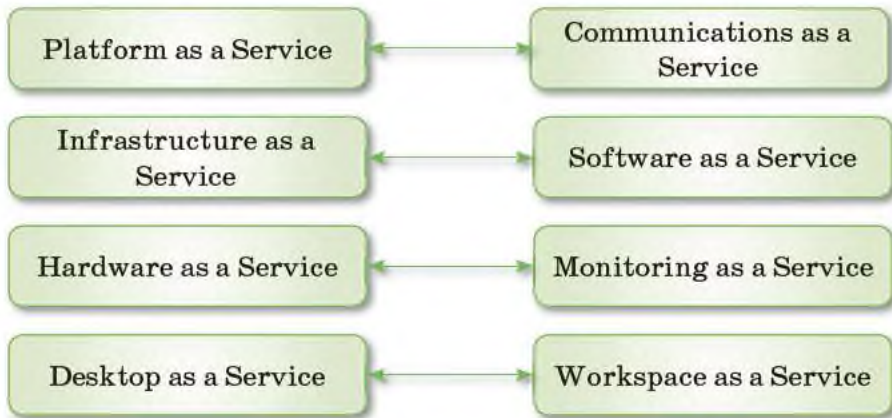 Platform as a Service
Communications as a
Service
Infrastructure as a
Service
Software as a Service
Hardware as a Service
Monitoring as a Service
Desktop as a Service
Workspace as a Service